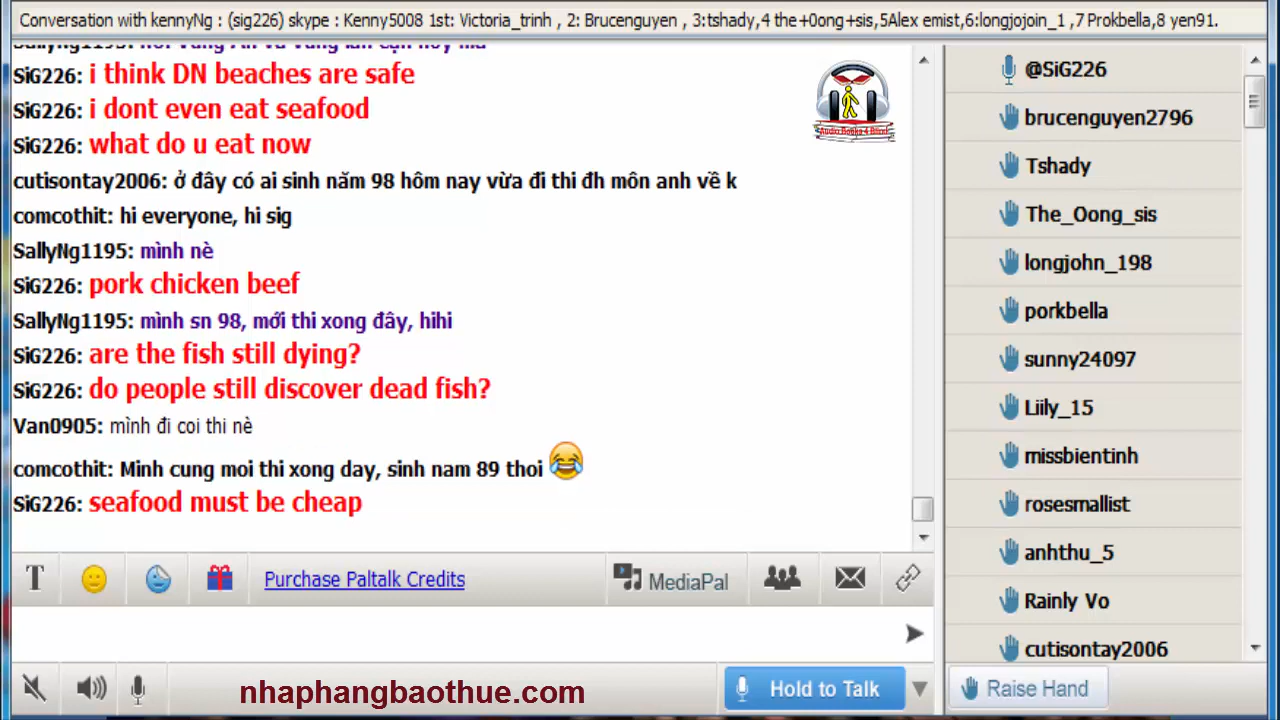 Conversation with kennyNg : (sig226) skype : Kenny5008 1st: Victoria_trinh , 2: Brucenguyen , 3:tshady,4 the+0ong+sis,5Alex emist,6:longjojoin_1 ,7 Prokbella,8 yen91.
SiG226: i think DN beaches are safe
SiG226: i dont even eat seafood
SiG226: what do u eat now
cutisontay2006: ở đây có ai sinh năm 98 hôm nay vừa đi thi đh môn anh về k
comcothit: hi everyone, hi sig
SallyNg1195: mình nè
SiG226: pork chicken beef
SallyNg1195: mình sn 98, mới thi xong đây, hihi
SiG226: are the fish still dying?
SiG226: do people still discover dead fish?
Van0905: mình đi coi thi nè
comcothit: Minh cung moi thi xong day, sinh nam 89 thoi
SiG226: seafood must be cheap
Audio Books 4 Blind
T
Purchase Paltalk Credits
MediaPal
nhaphangbaothue.com
Hold to Talk
@SiG226
brucenguyen2796
Tshady
The_Oong_sis
longjohn_198
porkbella
sunny24097
Liily_15
missbientinh
rosesmallist
anhthu_5
Rainly Vo
cutisontay2006
Raise Hand